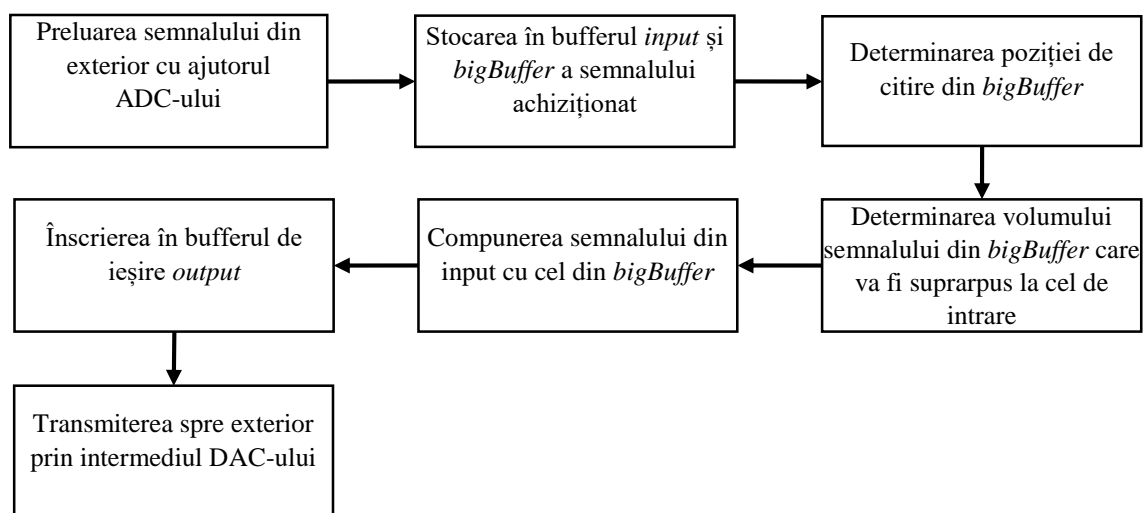 Preluarea semnalului din
exterior cu ajutorul
ADC-ului
Stocarea în bufferul input și
bigBuffer a semnalului
achiziționat
Determinarea poziției de
citire din bigBuffer
Determinarea volumului
semnalului din bigBuffer care
va fi suprarpus la cel de
intrare
Compunerea semnalului din
input cu cel din bigBuffer
Înscrierea în bufferul de
ieșire output
Transmiterea spre exterior
prin intermediul DAC-ului